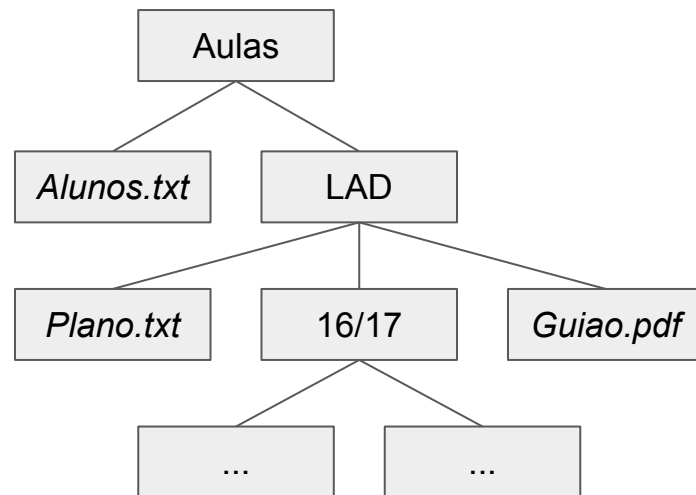 Aulas
Alunos.txt
LAD
Plano.txt
16/17
Guiao.pdf
...
...